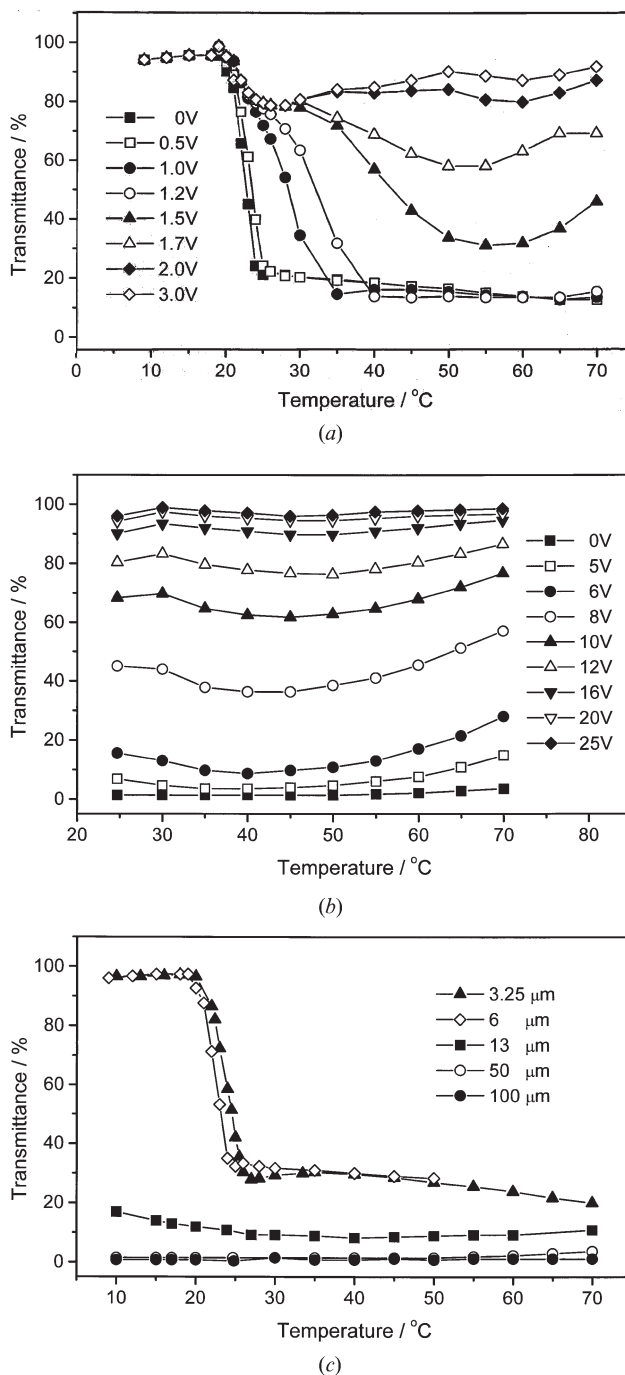 100
80
60
40
20
0
Transmittance / %
0V
0.5V
1.0V
1.2V
1.5V
1.7V
2.0V
3.0V
0 10 20 30 40 50 60 70
Temperature / °C
(a)
100
80
60
40
20
0
Transmittance / %
0V
5V
6V
8V
10V
12V
16V
20V
25V
20 30 40 50 60 70 80
Temperature / °C
(b)
100
80
60
40
20
0
Transmittance / %
3.25 μm
6 μm
13 μm
50 μm
100 μm
10 20 30 40 50 60 70
Temperature / °C
(c)